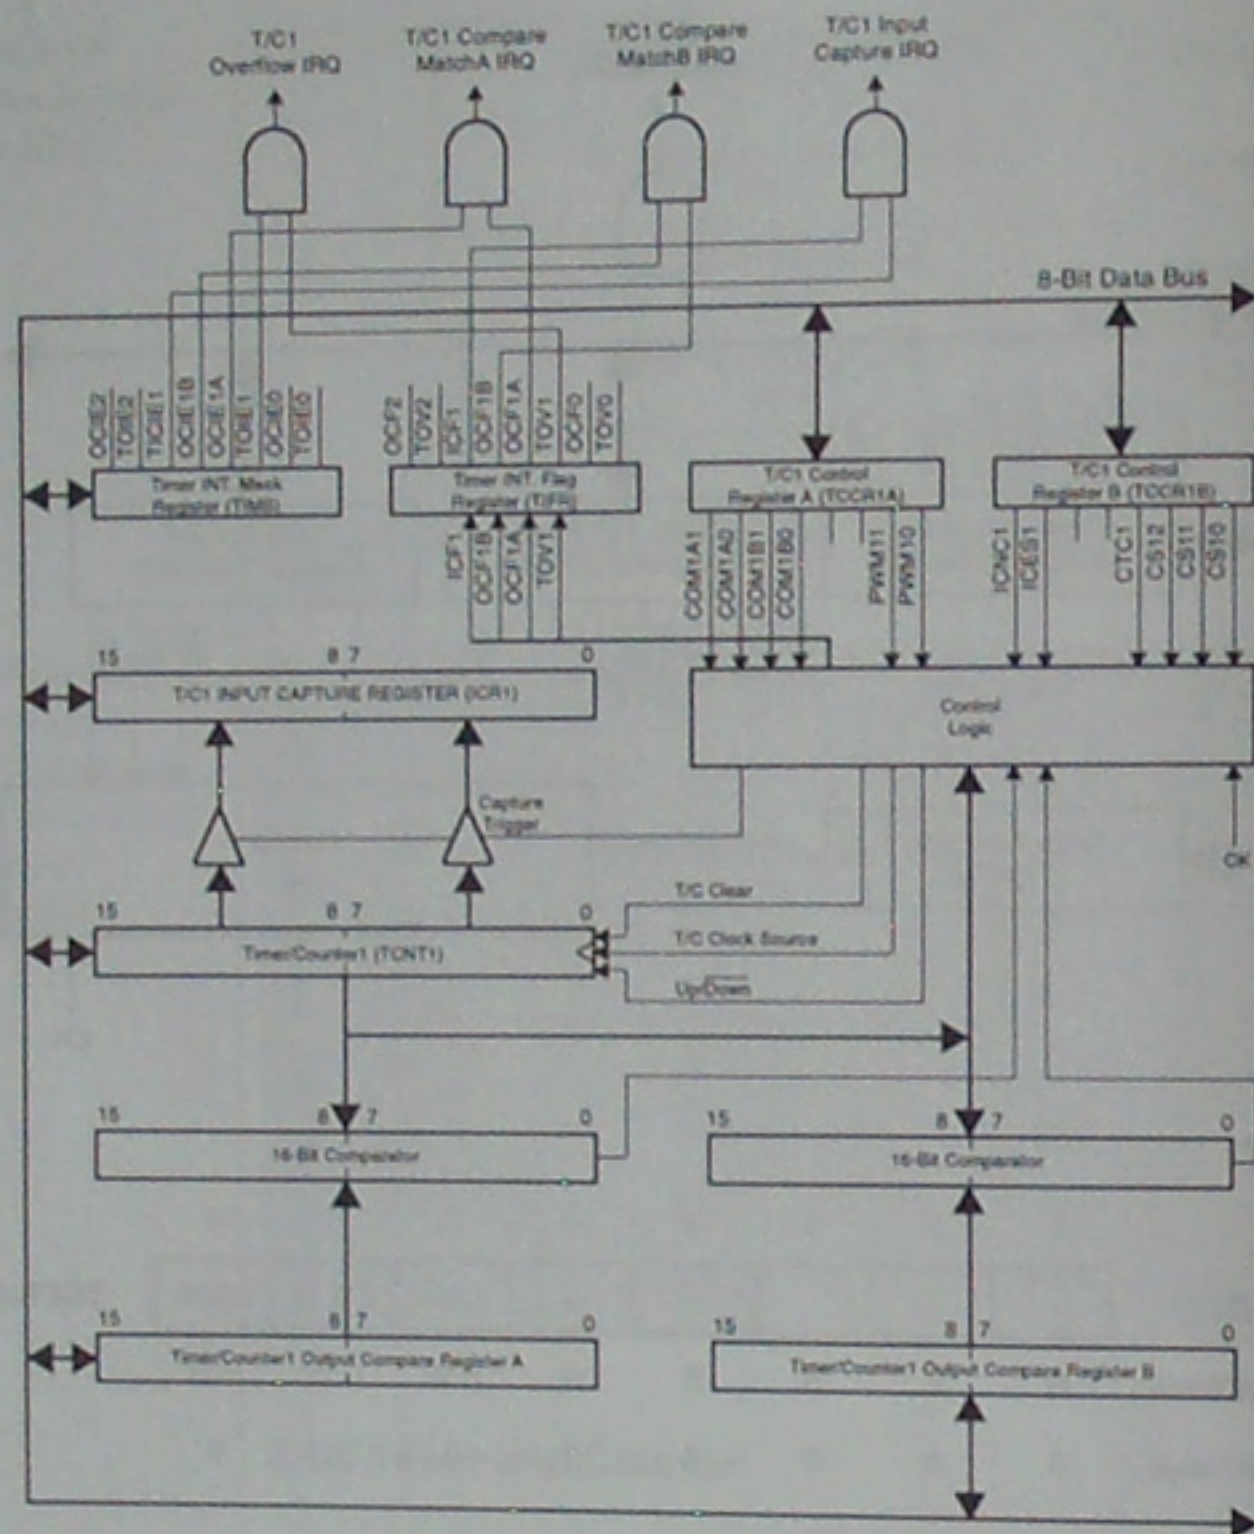 T/C1
Overflow IRQ
T/C1 Compare
MatchA IRQ
T/C1 Compare
MatchB IRQ
T/C1 Input
Capture IRQ
8-Bit Data Bus
OCIE2
TOIE2
TICIE1
OCIE1B
OCIE1A
TOIE1
OCIE0
TOIE0
OCF2
TOV2
ICF1
OCF1B
OCF1A
TOV1
OCF0
TOV0
Timer INT. Mask
Register (TIMS)
Timer INT. Flag
Register (TIFR)
T/C1 Control
Register A (TCCR1A)
T/C1 Control
Register B (TCCR1B)
ICF1
OCF1B
OCF1A
TOV1
COM1A1
COM1A0
COM1B1
COM1B0
PWM11
PWM10
ICNC1
ICES1
CTC1
CS12
CS11
CS10
15 8 7 0
T/C1 INPUT CAPTURE REGISTER (ICR1)
Control
Logic
Capture
Trigger
CK
T/C Clear
15 8 7 0
Timer/Counter1 (TCNT1)
T/C Clock Source
Up/Down
15 8 7 0
16-Bit Comparator
15 8 7 0
16-Bit Comparator
15 8 7 0
Timer/Counter1 Output Compare Register A
15 8 7 0
Timer/Counter1 Output Compare Register B